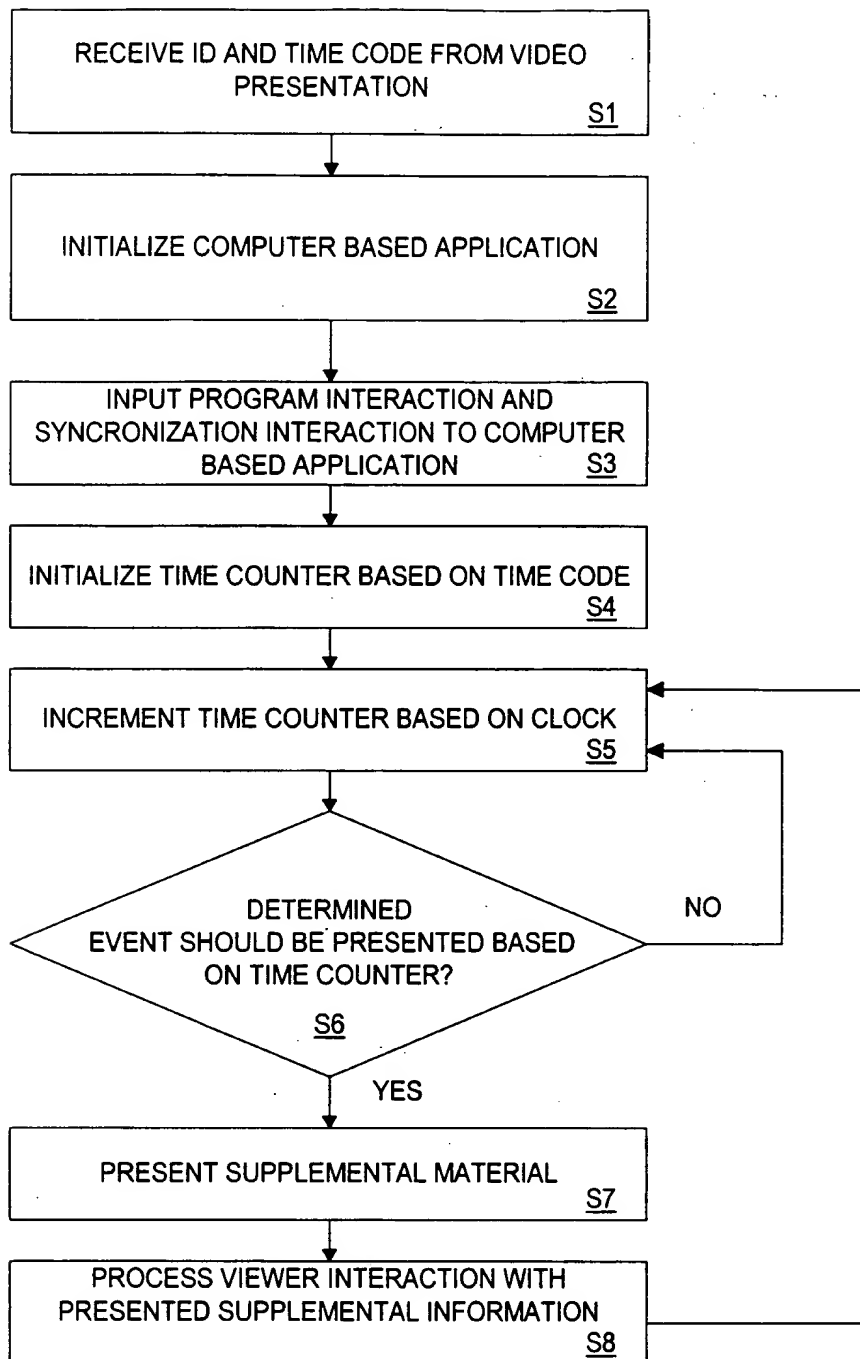 RECEIVE ID AND TIME CODE FROM VIDEO
PRESENTATION
S1
INITIALIZE COMPUTER BASED APPLICATION
S2
INPUT PROGRAM INTERACTION AND
SYNCRONIZATION INTERACTION TO COMPUTER
BASED APPLICATION
S3
INITIALIZE TIME COUNTER BASED ON TIME CODE
S4
INCREMENT TIME COUNTER BASED ON CLOCK
S5
DETERMINED
EVENT SHOULD BE PRESENTED BASED
ON TIME COUNTER?
S6
NO
YES
PRESENT SUPPLEMENTAL MATERIAL
S7
PROCESS VIEWER INTERACTION WITH
PRESENTED SUPPLEMENTAL INFORMATION
S8